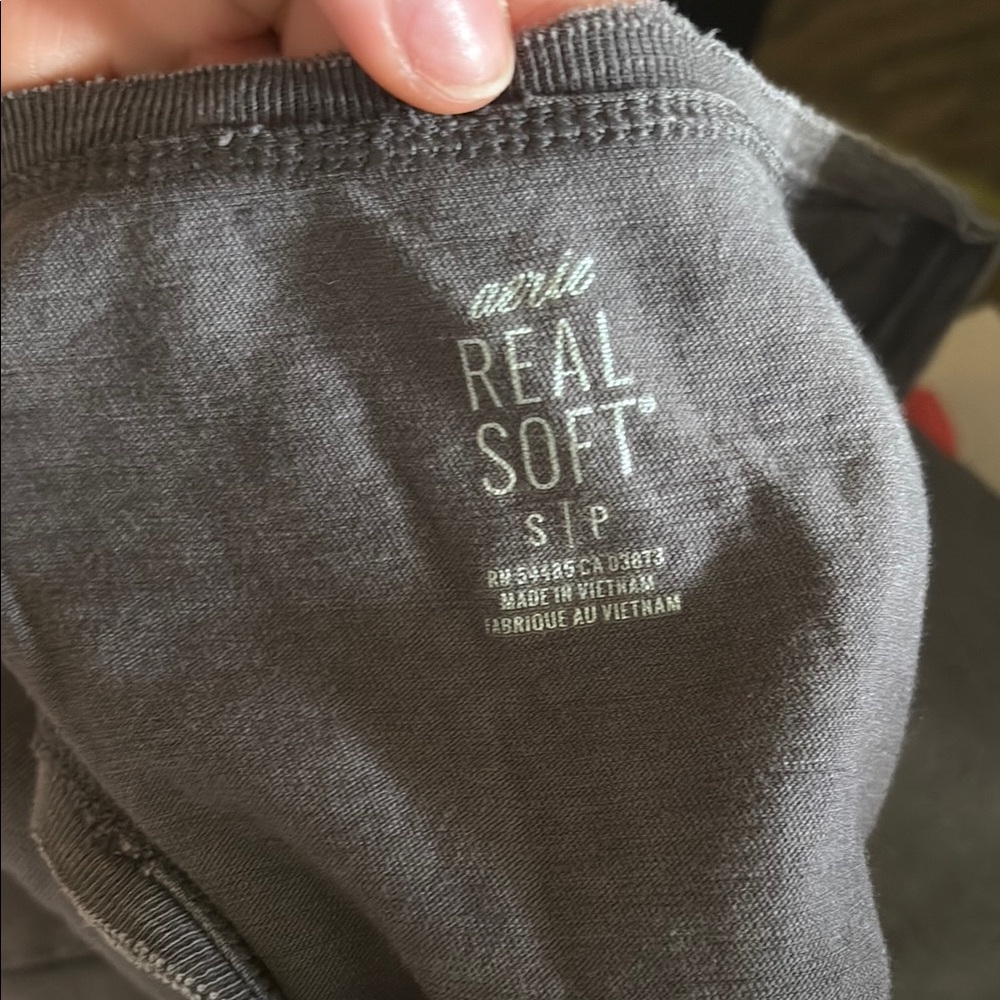 aerie
REAL
SOFT®
S | P
RN 54485 CA 03873
MADE IN VIETNAM
FABRIQUE AU VIETNAM